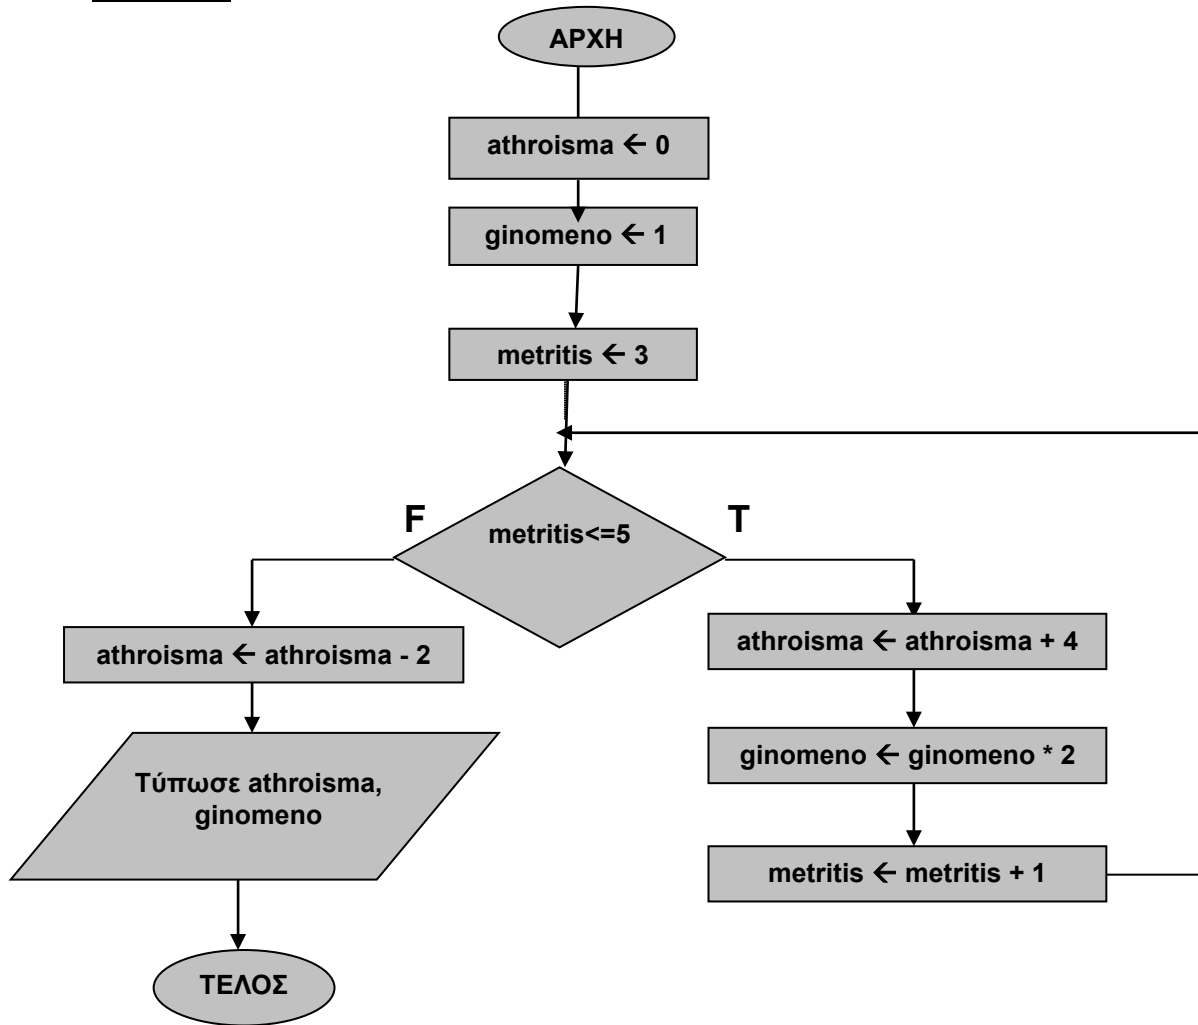 ΑΡΧΗ
athroisma ← 0
ginomeno ← 1
metritis ← 3
F
T
metritis<=5
athroisma ← athroisma - 2
Τύπωσε athroisma,
ginomeno
ΤΕΛΟΣ
athroisma ← athroisma + 4
ginomeno ← ginomeno * 2
metritis ← metritis + 1